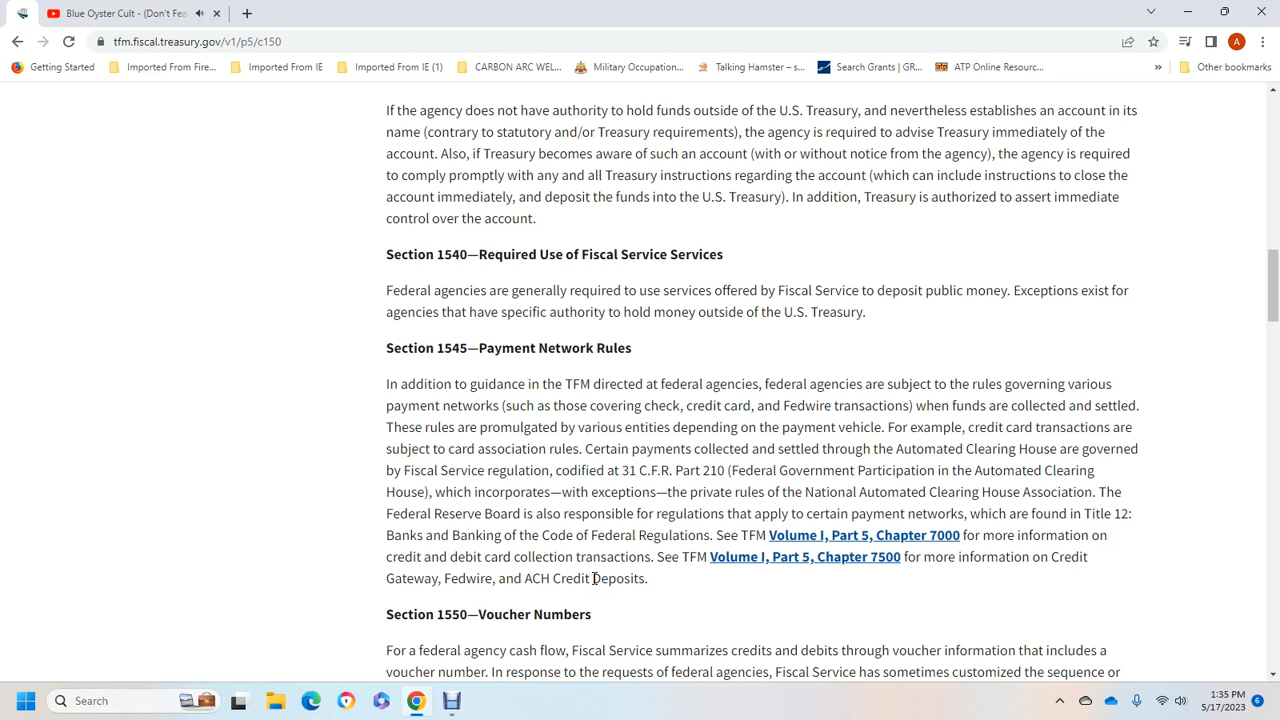 Blue Oyster Cult - (Don't Fea
tfm.fiscal.treasury.gov/v1/p5/c150
A
Getting Started
Imported From Fire...
Imported From IE
Imported From IE (1)
CARBON ARC WEL...
Military Occupation...
Talking Hamster – s...
Search Grants | GR...
ATP Online Resourc...
»
Other bookmarks
If the agency does not have authority to hold funds outside of the U.S. Treasury, and nevertheless establishes an account in its
name (contrary to statutory and/or Treasury requirements), the agency is required to advise Treasury immediately of the
account. Also, if Treasury becomes aware of such an account (with or without notice from the agency), the agency is required
to comply promptly with any and all Treasury instructions regarding the account (which can include instructions to close the
account immediately, and deposit the funds into the U.S. Treasury). In addition, Treasury is authorized to assert immediate
control over the account.
Section 1540—Required Use of Fiscal Service Services
Federal agencies are generally required to use services offered by Fiscal Service to deposit public money. Exceptions exist for
agencies that have specific authority to hold money outside of the U.S. Treasury.
Section 1545—Payment Network Rules
In addition to guidance in the TFM directed at federal agencies, federal agencies are subject to the rules governing various
payment networks (such as those covering check, credit card, and Fedwire transactions) when funds are collected and settled.
These rules are promulgated by various entities depending on the payment vehicle. For example, credit card transactions are
subject to card association rules. Certain payments collected and settled through the Automated Clearing House are governed
by Fiscal Service regulation, codified at 31 C.F.R. Part 210 (Federal Government Participation in the Automated Clearing
House), which incorporates—with exceptions—the private rules of the National Automated Clearing House Association. The
Federal Reserve Board is also responsible for regulations that apply to certain payment networks, which are found in Title 12:
Banks and Banking of the Code of Federal Regulations. See TFM Volume I, Part 5, Chapter 7000 for more information on
credit and debit card collection transactions. See TFM Volume I, Part 5, Chapter 7500 for more information on Credit
Gateway, Fedwire, and ACH Credit Deposits.
Section 1550—Voucher Numbers
For a federal agency cash flow, Fiscal Service summarizes credits and debits through voucher information that includes a
voucher number. In response to the requests of federal agencies, Fiscal Service has sometimes customized the sequence or
Search
1:35 PM
5/17/2023
6